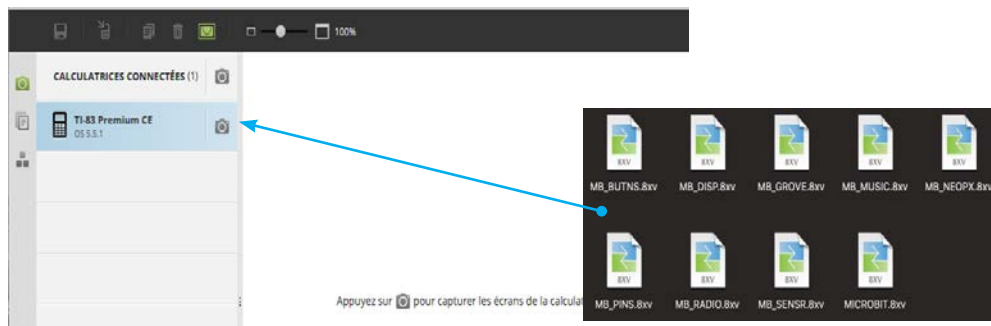 100%
CALCULATRICES CONNECTÉES (1)
TI-83 Premium CE
OS 5.5.1
Appuyez sur pour capturer les écrans de la calculat
8XV 8XV 8XV 8XV 8XV
MB_BUTNS.8xv MB_DISP.8xv MB_GROVE.8xv MB_MUSIC.8xv MB_NEOPX.8xv
8XV 8XV 8XV 8XV
MB_PINS.8xv MB_RADIO.8xv MB_SENSR.8xv MICROBIT.8xv